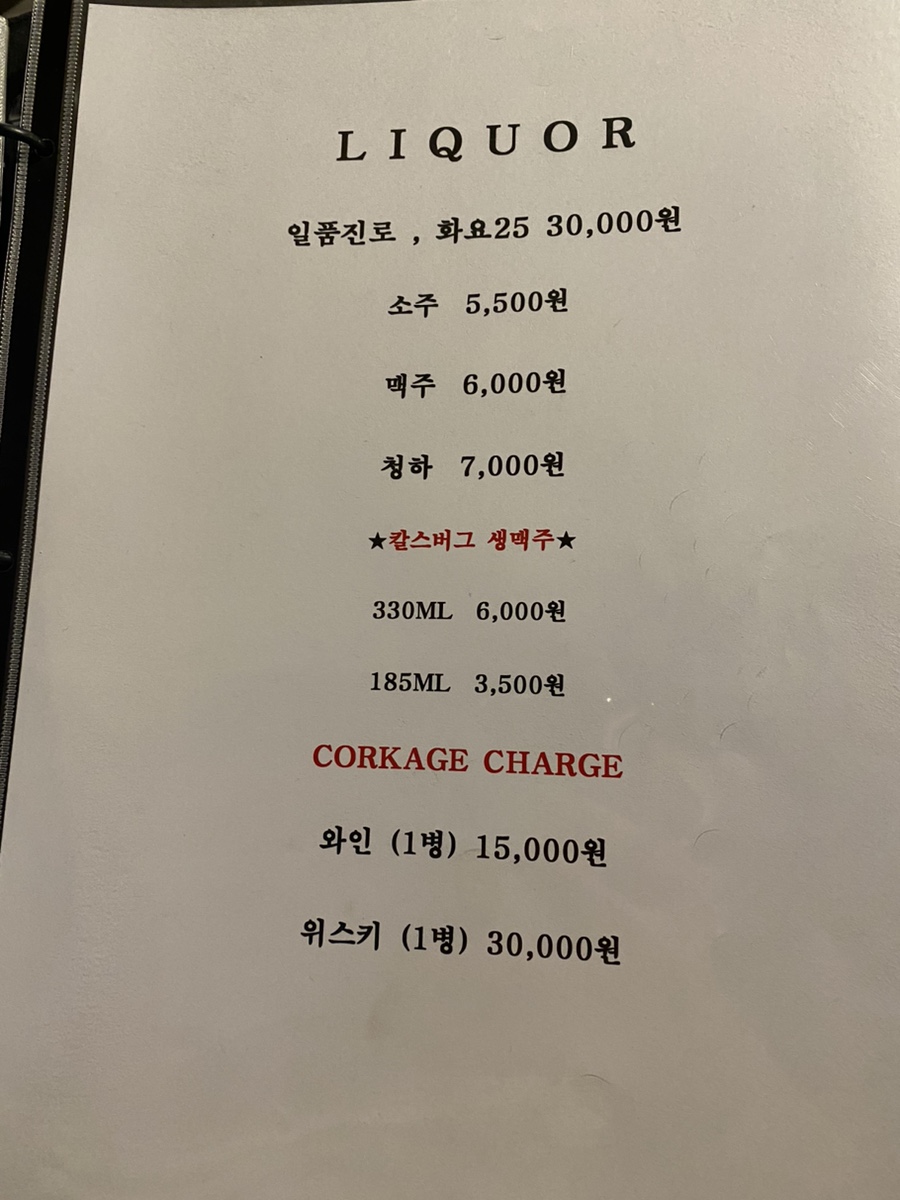 LIQUOR
일품진로 , 화요25 30,000원
소주 5,500원
맥주 6,000원
청하 7,000원
★칼스버그 생맥주★
330ML 6,000원
185ML 3,500원
CORKAGE CHARGE
와인 (1병) 15,000원
위스키 (1병) 30,000원